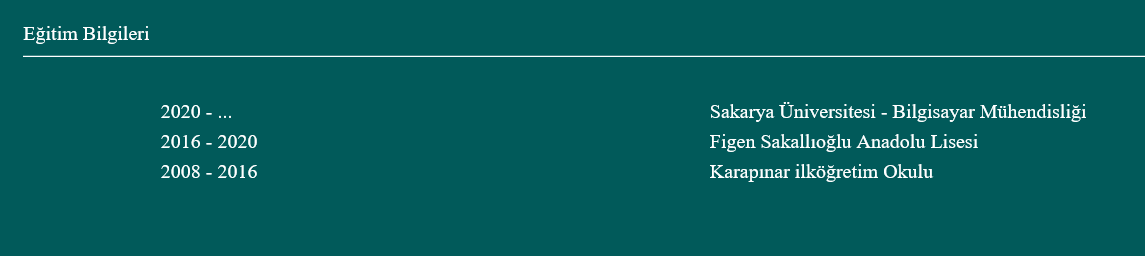 Eğitim Bilgileri
2020 - ... Sakarya Üniversitesi - Bilgisayar Mühendisliği
2016 - 2020 Figen Sakallıoğlu Anadolu Lisesi
2008 - 2016 Karapınar ilköğretim Okulu